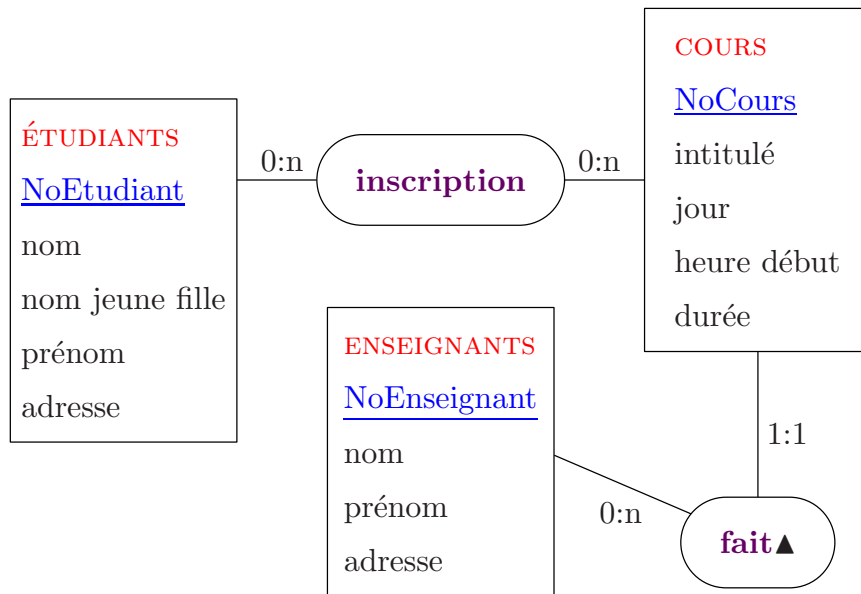 ÉTUDIANTS
NoEtudiant
nom
nom jeune fille
prénom
adresse
0:n
inscription
0:n
COURS
NoCours
intitulé
jour
heure début
durée
ENSEIGNANTS
NoEnseignant
nom
prénom
adresse
0:n
1:1
fait▲